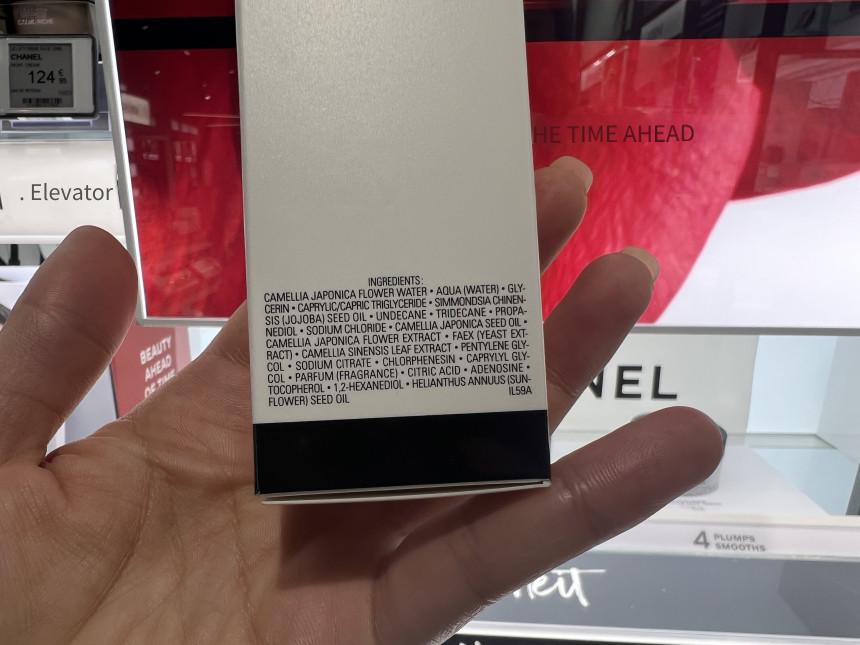 CHANEL
124 €
95
. Elevator
HE TIME AHEAD
INGREDIENTS:
CAMELLIA JAPONICA FLOWER WATER • AQUA (WATER) • GLY-
CERIN • CAPRYLIC/CAPRIC TRIGLYCERIDE • SIMMONDSIA CHINEN-
SIS (JOJOBA) SEED OIL • UNDECANE • TRIDECANE • PROPA-
NEDIOL • SODIUM CHLORIDE • CAMELLIA JAPONICA SEED OIL •
CAMELLIA JAPONICA FLOWER EXTRACT • FAEX (YEAST EXT-
RACT) • CAMELLIA SINENSIS LEAF EXTRACT • PENTYLENE GLY-
COL • SODIUM CITRATE • CHLORPHENESIN • CAPRYLYL GLY-
COL • PARFUM (FRAGRANCE) • CITRIC ACID • ADENOSINE •
TOCOPHEROL • 1,2-HEXANEDIOL • HELIANTHUS ANNUUS (SUN-
FLOWER) SEED OIL IL59A
BEAUTY
AHEAD
OF TIME
NEL
4 PLUMPS
SMOOTHS